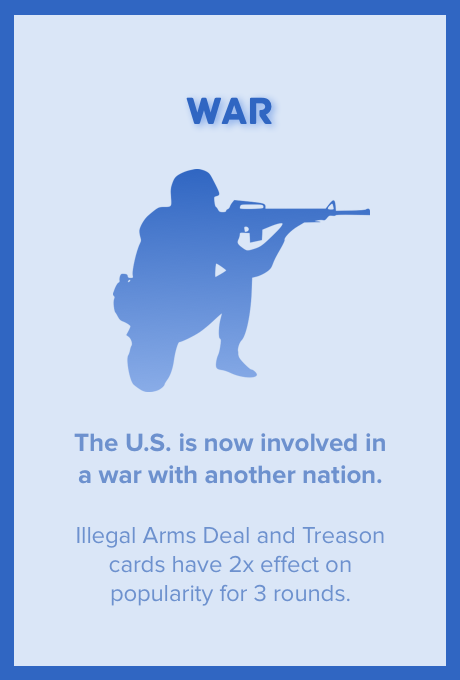 WAR
The U.S. is now involved in
a war with another nation.
Illegal Arms Deal and Treason
cards have 2x effect on
popularity for 3 rounds.